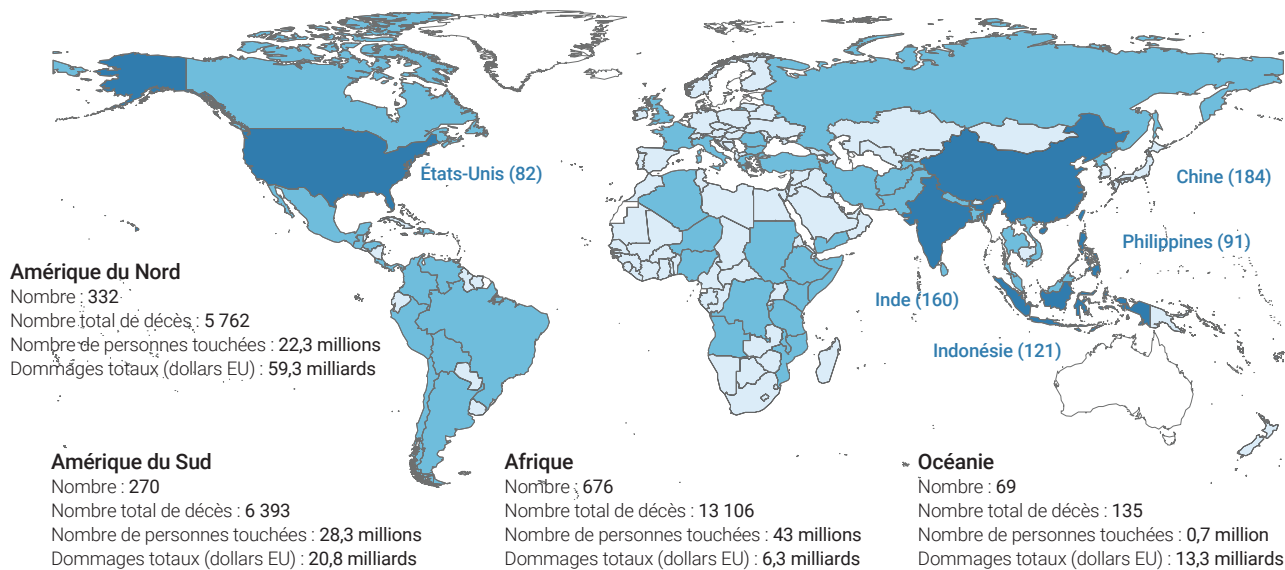 États-Unis (82)
Chine (184)
Philippines (91)
Inde (160)
Indonésie (121)
Amérique du Nord
Nombre : 332
Nombre total de décès : 5 762
Nombre de personnes touchées : 22,3 millions
Dommages totaux (dollars EU) : 59,3 milliards
Amérique du Sud
Nombre : 270
Nombre total de décès : 6 393
Nombre de personnes touchées : 28,3 millions
Dommages totaux (dollars EU) : 20,8 milliards
Afrique
Nombre : 676
Nombre total de décès : 13 106
Nombre de personnes touchées : 43 millions
Dommages totaux (dollars EU) : 6,3 milliards
Océanie
Nombre : 69
Nombre total de décès : 135
Nombre de personnes touchées : 0,7 million
Dommages totaux (dollars EU) : 13,3 milliards